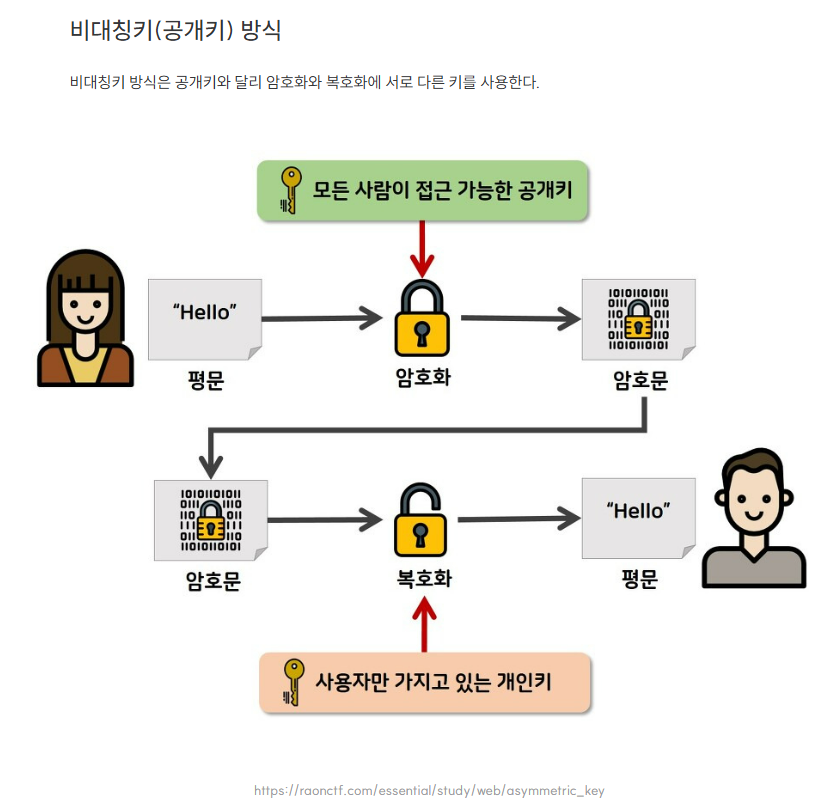 비대칭키(공개키) 방식
비대칭키 방식은 공개키와 달리 암호화와 복호화에 서로 다른 키를 사용한다.
모든 사람이 접근 가능한 공개키
“Hello”
평문
암호화
1010110101011
암호문
암호문
복호화
“Hello”
평문
사용자만 가지고 있는 개인키
https://raonctf.com/essential/study/web/asymmetric_key